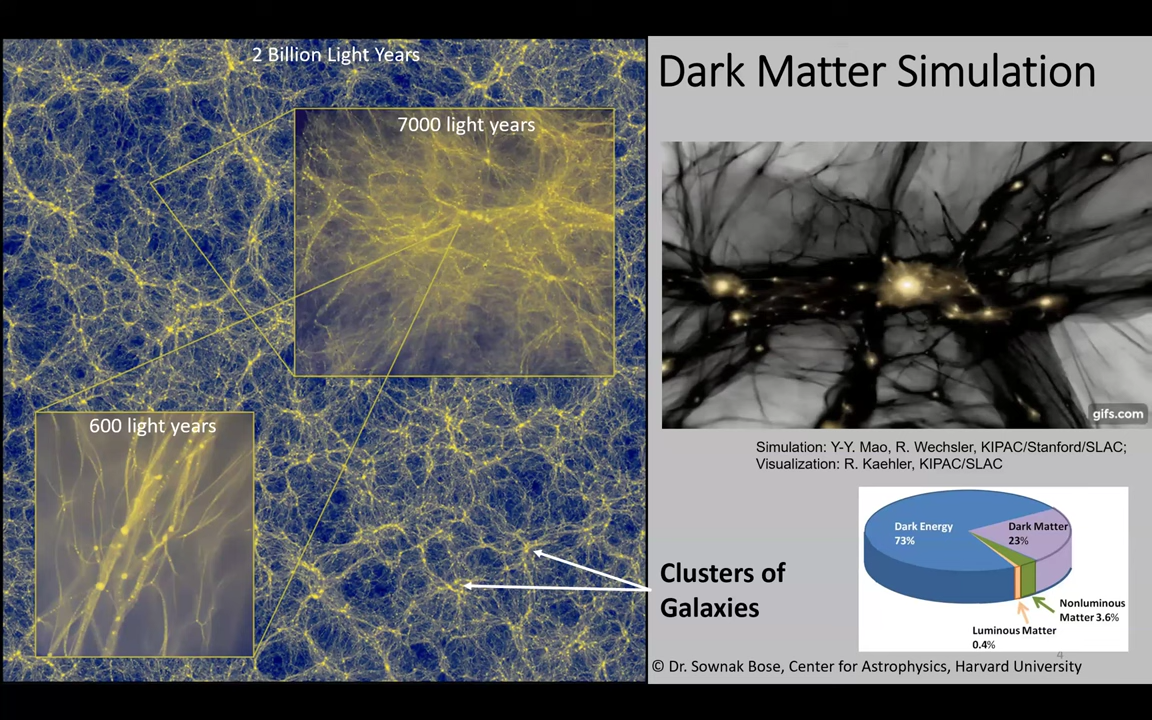 2 Billion Light Years
7000 light years
600 light years
Dark Matter Simulation
gifs.com
Simulation: Y-Y. Mao, R. Wechsler, KIPAC/Stanford/SLAC;
Visualization: R. Kaehler, KIPAC/SLAC
Dark Energy
73%
Dark Matter
23%
Nonluminous
Matter 3.6%
Luminous Matter
0.4%
Clusters of
Galaxies
4
© Dr. Sownak Bose, Center for Astrophysics, Harvard University